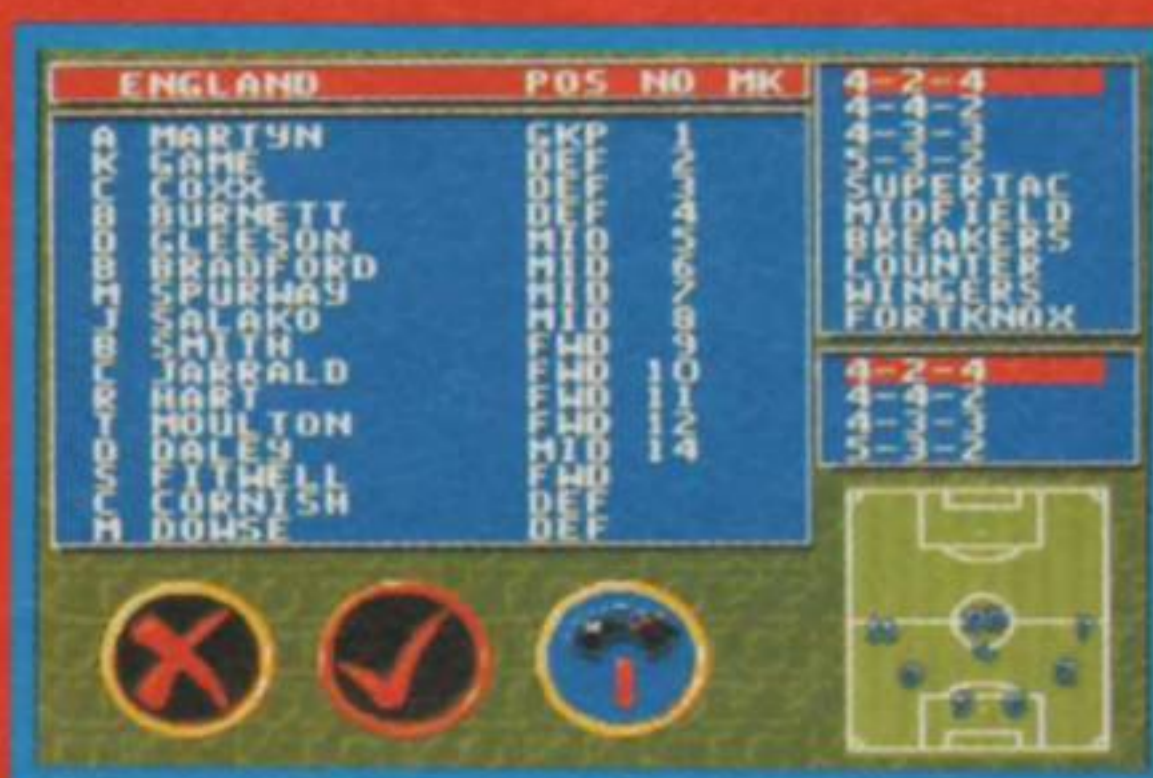 ENGLAND POS NO MK
A MARTYN GKP 1
K GAME DEF 2
C COXX DEF 3
B BURNETT DEF 4
D GLEESON MID 5
B BRADFORD MID 6
M SPURWAY MID 7
J SALAKO MID 8
B SMITH FWD 9
C JARRALD FWD 10
R HART FWD 11
T MOULTON FWD 12
D DALEY MID 14
S FITWELL FWD
C CORNISH DEF
M DOWSE DEF
4-2-4
4-4-2
4-3-3
5-3-2
SUPERTAC
MIDFIELD
BREAKERS
COUNTER
WINGERS
FORTKNOX
4-2-4
4-4-2
4-3-3
5-3-2